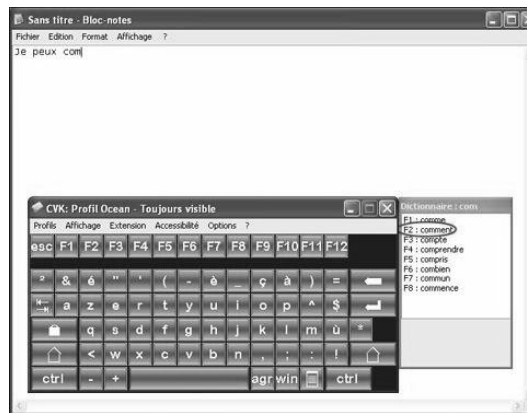 Sans titre - Bloc-notes
Fichier Edition Format Affichage ?
Je peux com
CVK: Profil Ocean - Toujours visible
Profils Affichage Extension Accessibilité Options ?
esc F1 F2 F3 F4 F5 F6 F7 F8 F9 F10 F11 F12
² & é " ' ( - è _ ç à ) =
a z e r t y u i o p ^ $
q s d f g h j k l m ù *
< w x c v b n , ; : !
ctrl - + agr win ctrl
Dictionnaire : com
F1 : comme
F2 : comment
F3 : compte
F4 : comprendre
F5 : compris
F6 : combien
F7 : commun
F8 : commence